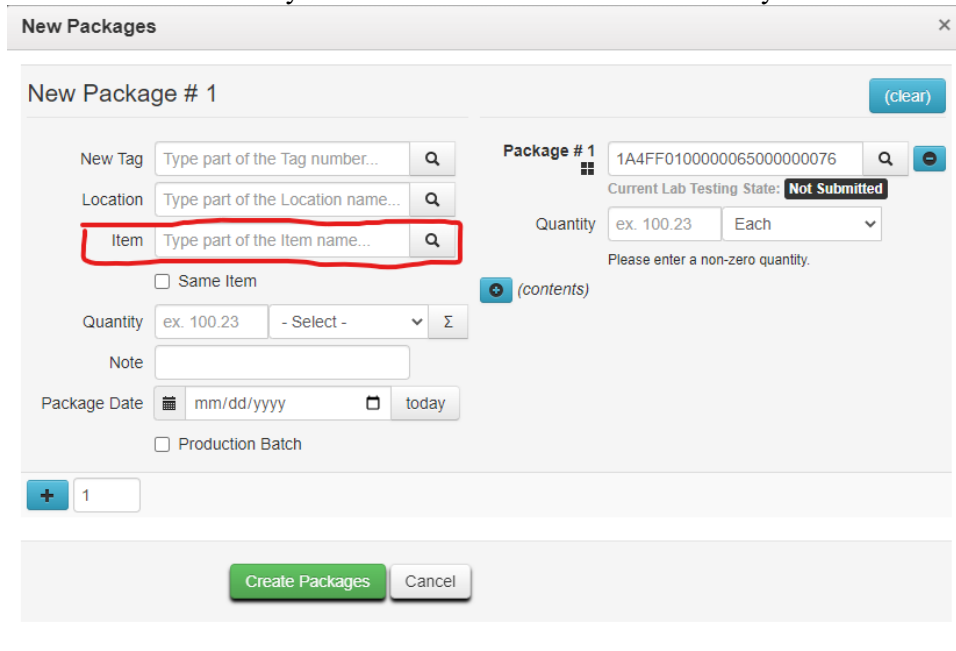 New Packages ×
New Package # 1
(clear)
New Tag Type part of the Tag number...
Location Type part of the Location name...
Item Type part of the Item name...
Same Item
Quantity ex. 100.23 - Select - Σ
Note
Package Date mm/dd/yyyy today
Production Batch
Package # 1 1A4FF0100000065000000076
Current Lab Testing State: Not Submitted
Quantity ex. 100.23 Each
Please enter a non-zero quantity.
(contents)
+ 1
Create Packages Cancel